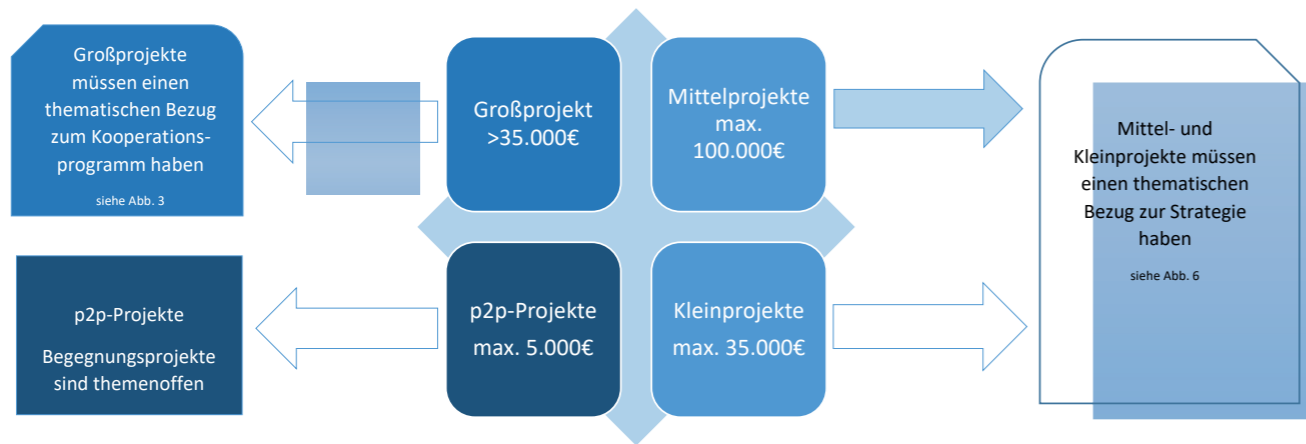 Großprojekte
müssen einen
thematischen Bezug
zum Kooperations-
programm haben
siehe Abb. 3
Großprojekt
>35.000€
Mittelprojekte
max.
100.000€
Mittel- und
Kleinprojekte müssen
einen thematischen
Bezug zur Strategie
haben
siehe Abb. 6
p2p-Projekte
Begegnungsprojekte
sind themenoffen
p2p-Projekte
max. 5.000€
Kleinprojekte
max. 35.000€